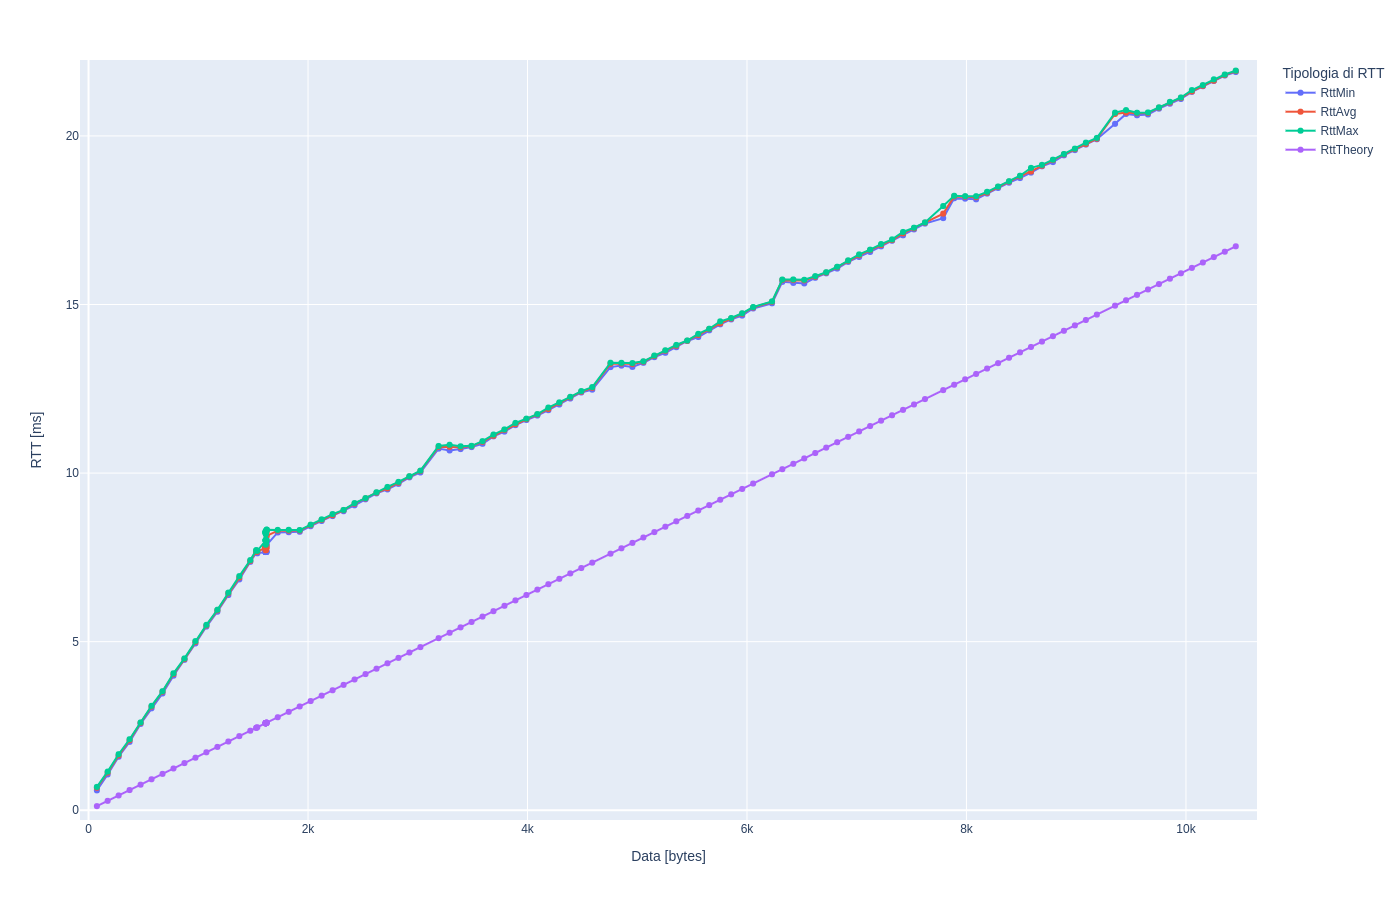 Tipologia di RTT
RttMin
RttAvg
RttMax
RttTheory
RTT [ms]
20
15
10
5
0
0 2k 4k 6k 8k 10k
Data [bytes]